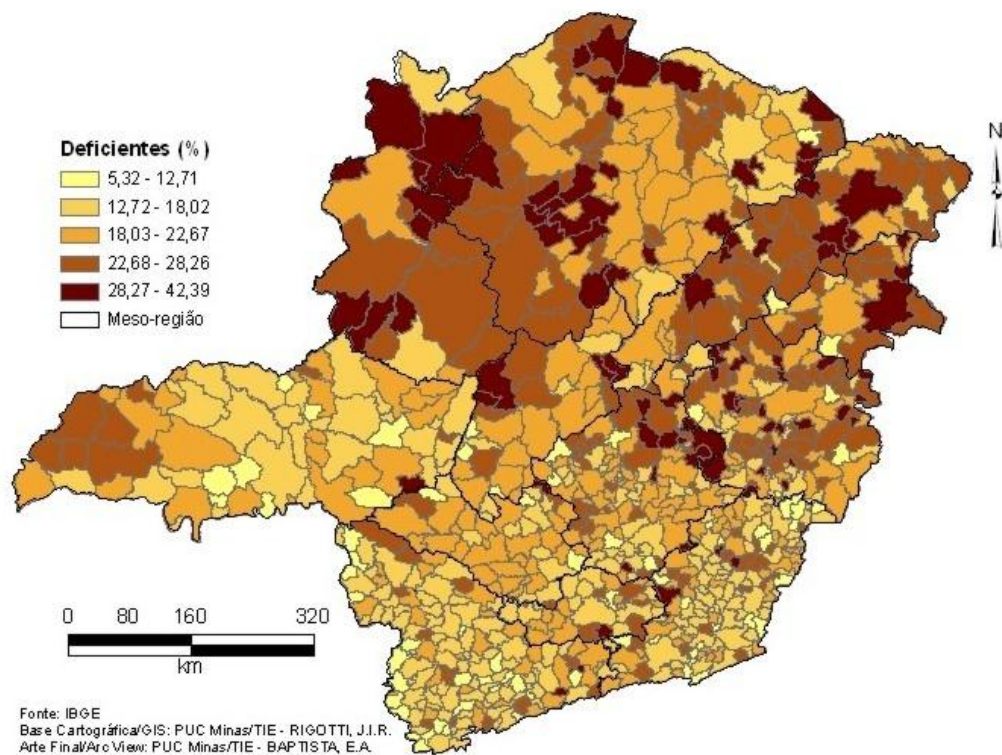 N
Deficientes (%)
5,32 - 12,71
12,72 - 18,02
18,03 - 22,67
22,68 - 28,26
28,27 - 42,39
Meso-região
0 80 160 320
km
Fonte: IBGE
Base Cartográfica/GIS: PUC Minas/TIE - RIGOTTI, J.I.R.
Arte Final/Arc View: PUC Minas/TIE - BAPTISTA, E.A.